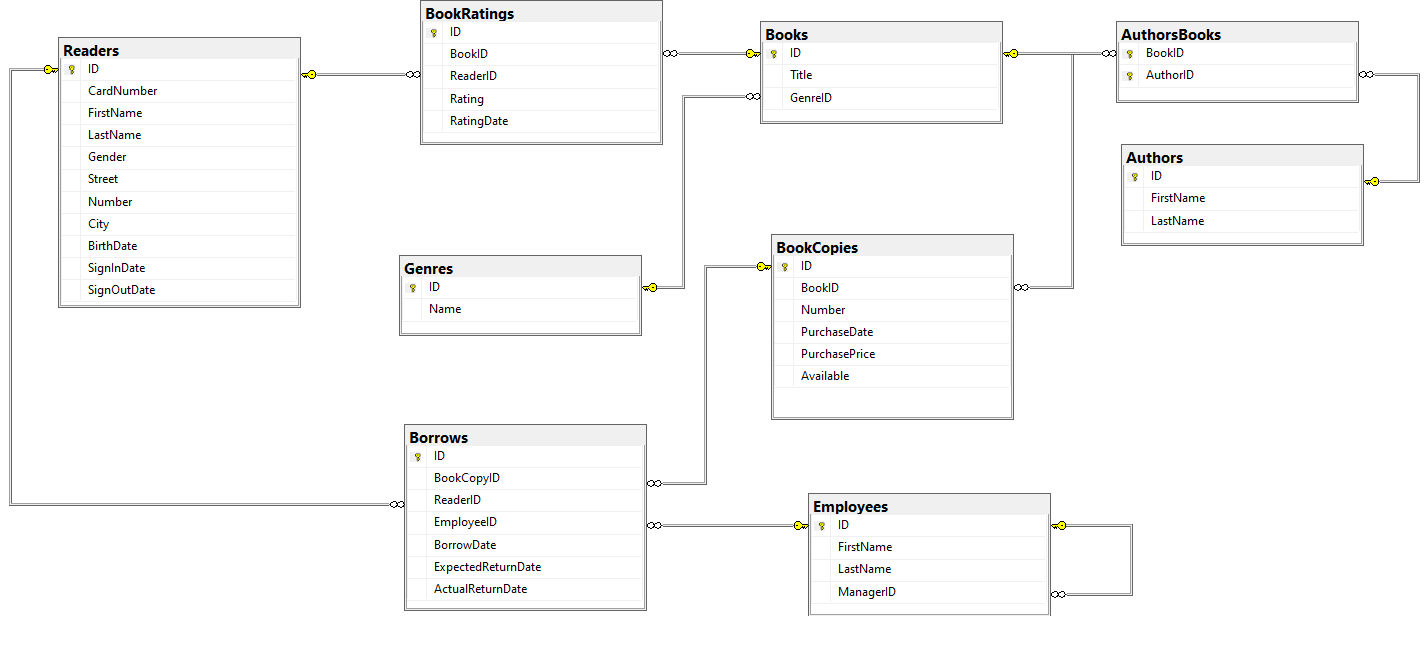 Readers
ID
CardNumber
FirstName
LastName
Gender
Street
Number
City
BirthDate
SignInDate
SignOutDate
BookRatings
ID
BookID
ReaderID
Rating
RatingDate
Books
ID
Title
GenreID
AuthorsBooks
BookID
AuthorID
Authors
ID
FirstName
LastName
Genres
ID
Name
BookCopies
ID
BookID
Number
PurchaseDate
PurchasePrice
Available
Borrows
ID
BookCopyID
ReaderID
EmployeeID
BorrowDate
ExpectedReturnDate
ActualReturnDate
Employees
ID
FirstName
LastName
ManagerID